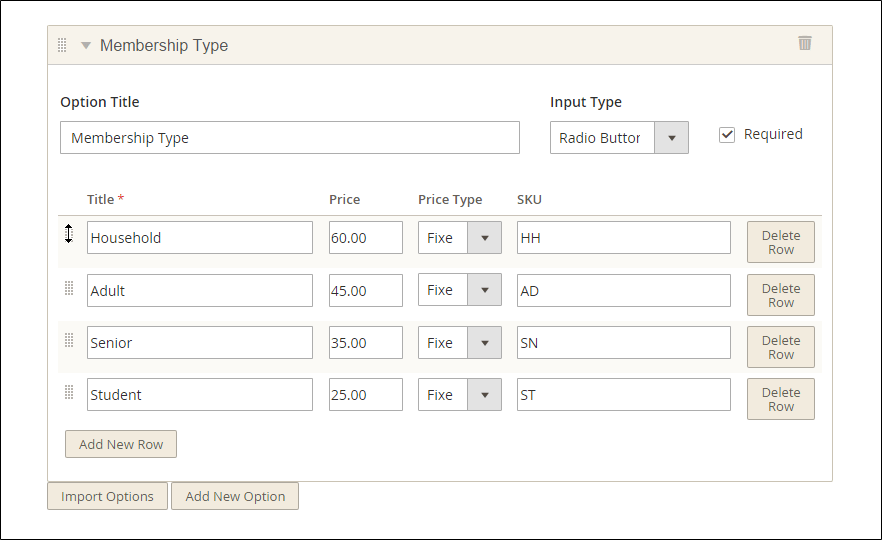 Membership Type
Option Title Input Type
Membership Type Radio Button Required
Title * Price Price Type SKU
Household 60.00 Fixe HH Delete Row
Adult 45.00 Fixe AD Delete Row
Senior 35.00 Fixe SN Delete Row
Student 25.00 Fixe ST Delete Row
Add New Row
Import Options Add New Option